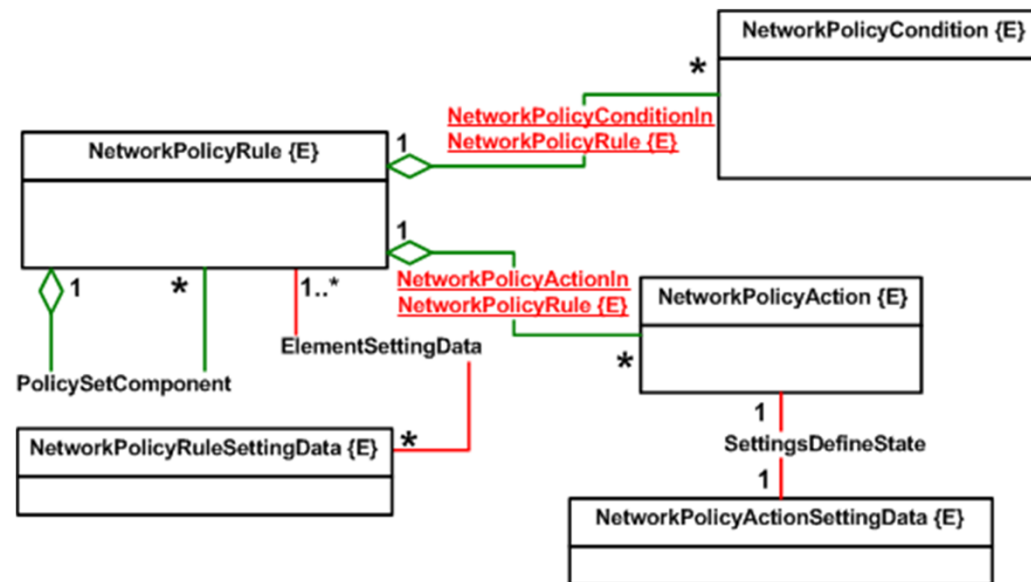 NetworkPolicyCondition {E}
*
NetworkPolicyConditionIn
NetworkPolicyRule {E}
1
NetworkPolicyRule {E}
1
NetworkPolicyActionIn
NetworkPolicyRule {E}
1
*
1..*
NetworkPolicyAction {E}
*
ElementSettingData
PolicySetComponent
1
SettingsDefineState
1
NetworkPolicyRuleSettingData {E}
*
NetworkPolicyActionSettingData {E}